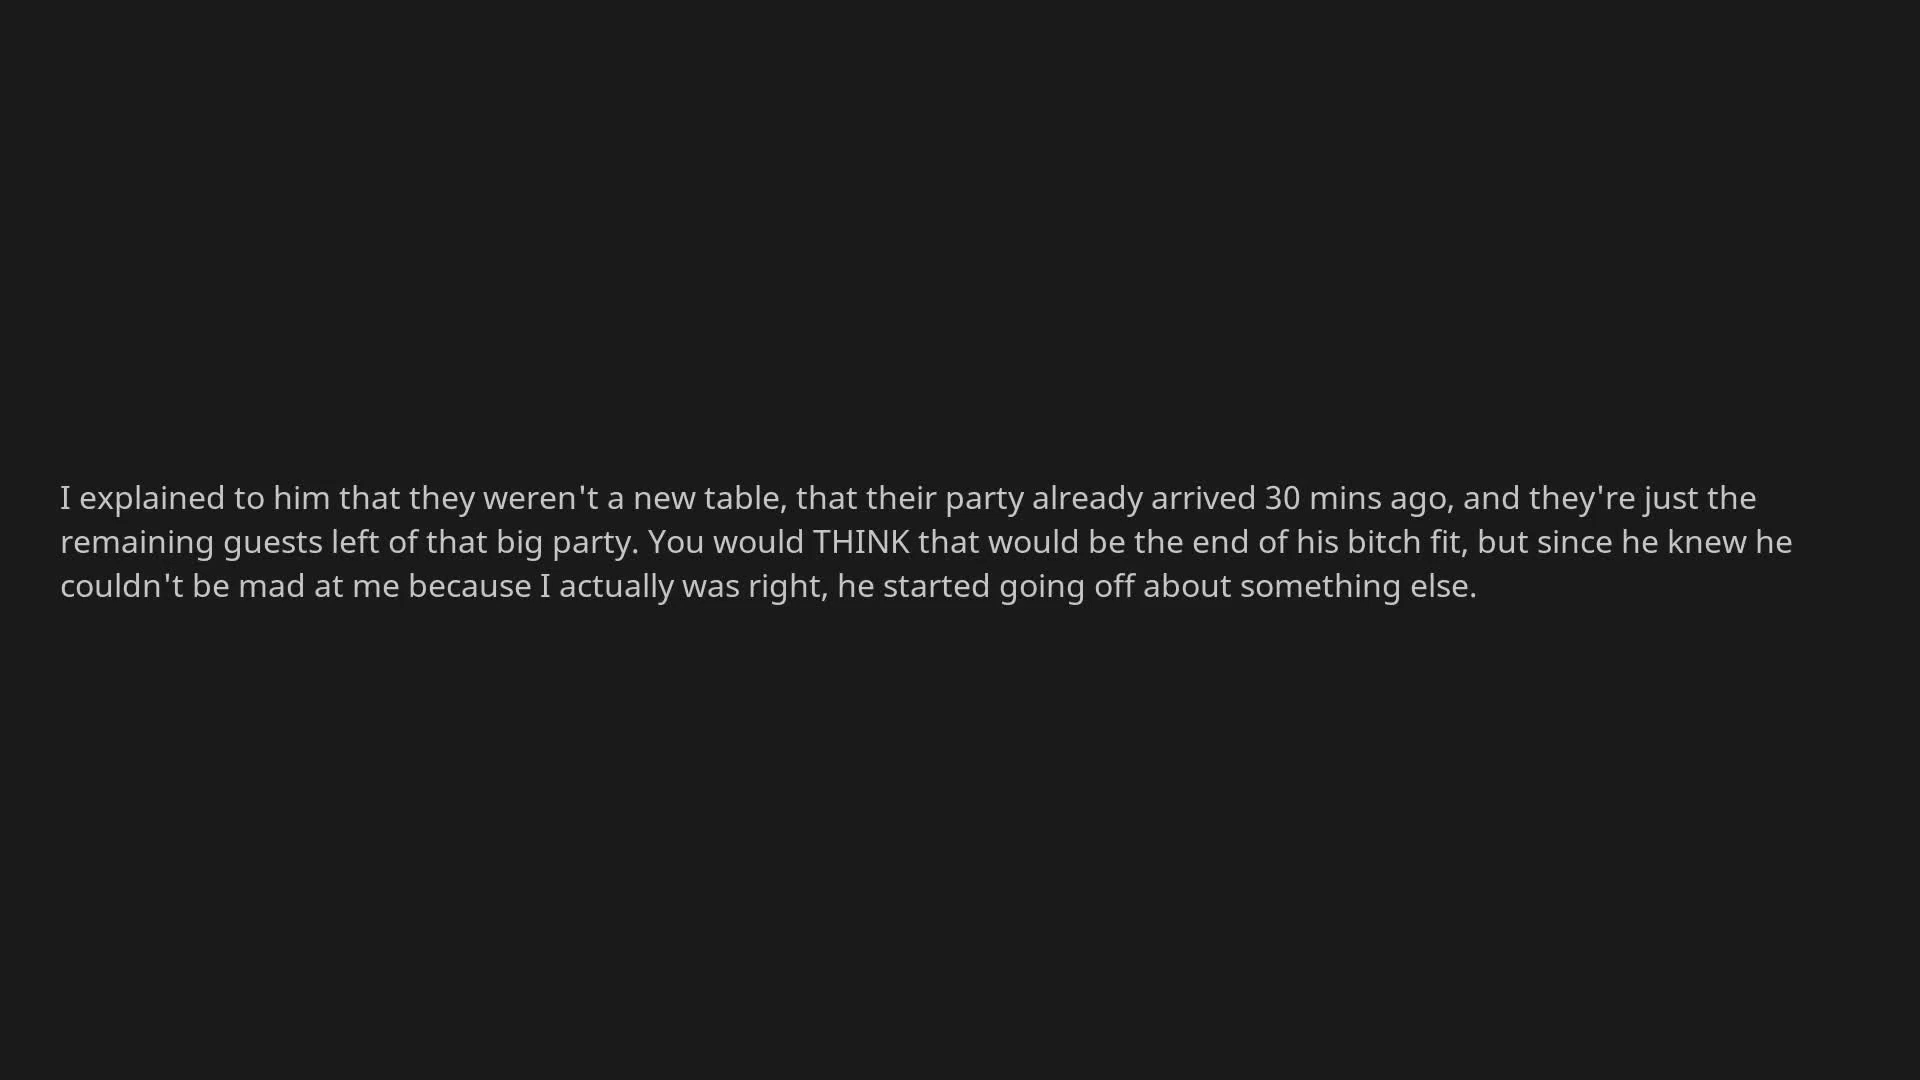 I explained to him that they weren't a new table, that their party already arrived 30 mins ago, and they're just the
remaining guests left of that big party. You would THINK that would be the end of his bitch fit, but since he knew he
couldn't be mad at me because I actually was right, he started going off about something else.